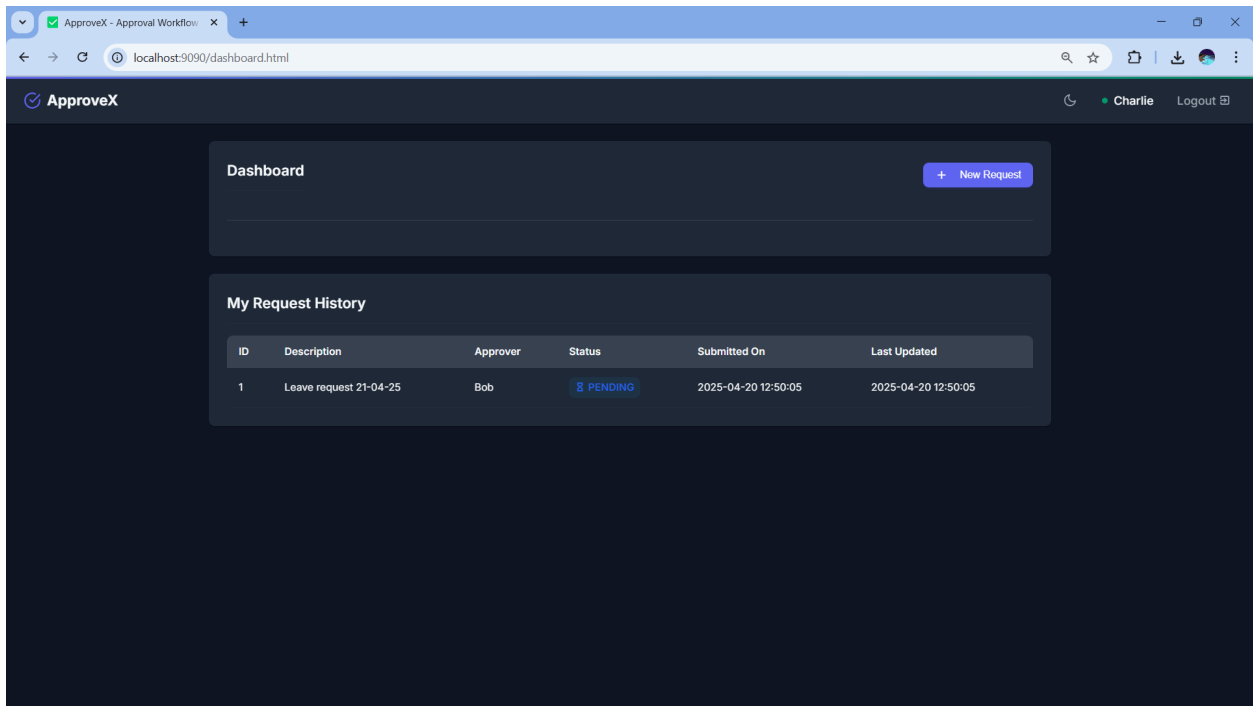 ApproveX - Approval Workflow
localhost:9090/dashboard.html
ApproveX
Charlie
Logout
Dashboard
+ New Request
My Request History
ID Description Approver Status Submitted On Last Updated
1 Leave request 21-04-25 Bob PENDING 2025-04-20 12:50:05 2025-04-20 12:50:05